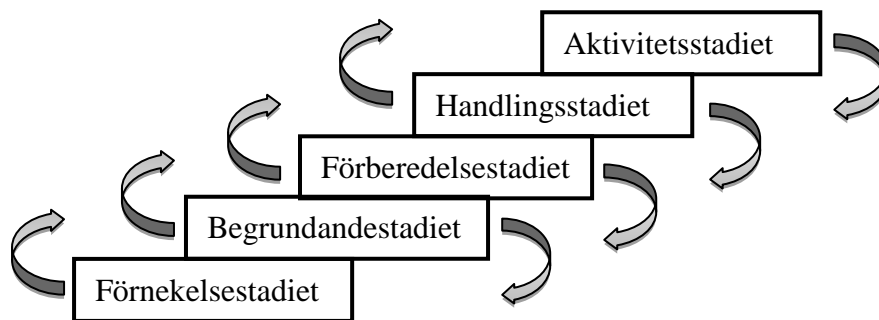 Aktivitetsstadiet
Handlingsstadiet
Förberedelsestadiet
Begrundandestadiet
Förnekelsestadiet